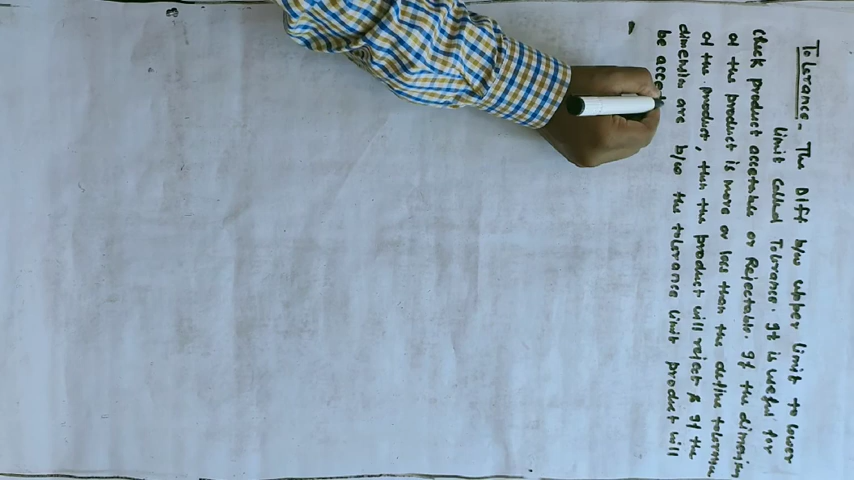 Tolerance - The Diff b/w upper limit to lower
limit called Tolerance. It is useful for
Check product acceptable or Rejectable. If the dimension
of the product is more or less than the define tolerance
of the product, then the product will reject & If the
dimension are b/w the tolerance limit product will
be acce